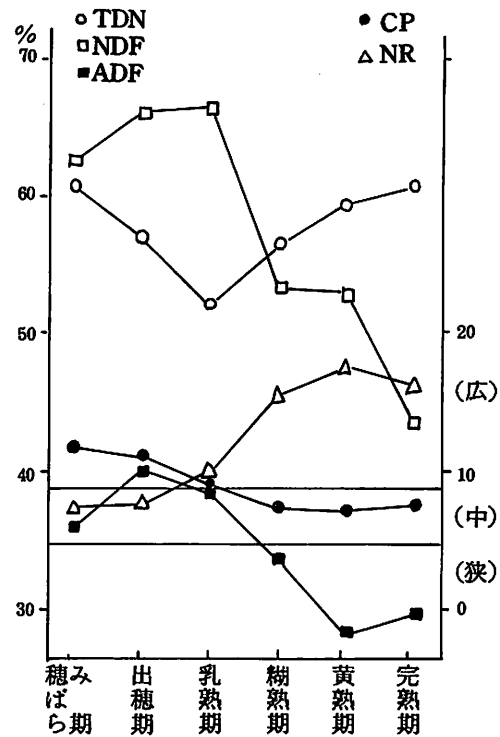 %
○ TDN
□ NDF
■ ADF
● CP
△ NR
70
60
50
40
30
20
10
0
(広)
(中)
(狭)
穂ばらみ期
出穂期
乳熟期
糊熟期
黄熟期
完熟期